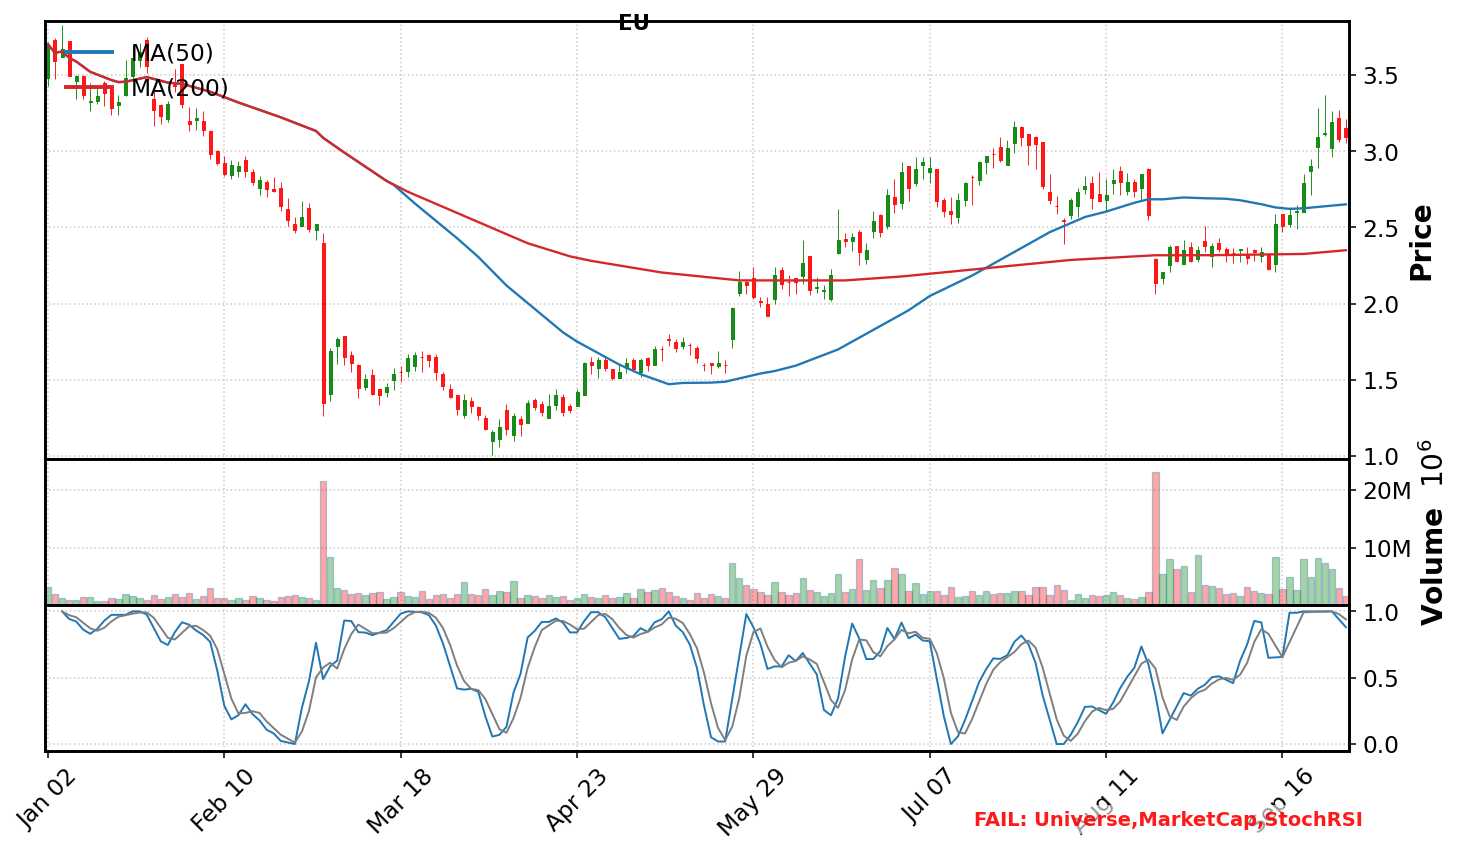 EU
MA(50)
MA(200)
3.5
3.0
2.5
2.0
1.5
1.0
Price
20M
10M
Volume 10^6
1.0
0.5
0.0
Jan 02
Feb 10
Mar 18
Apr 23
May 29
Jul 07
Aug 11
Sep 16
FAIL: Universe,MarketCap,StochRSI